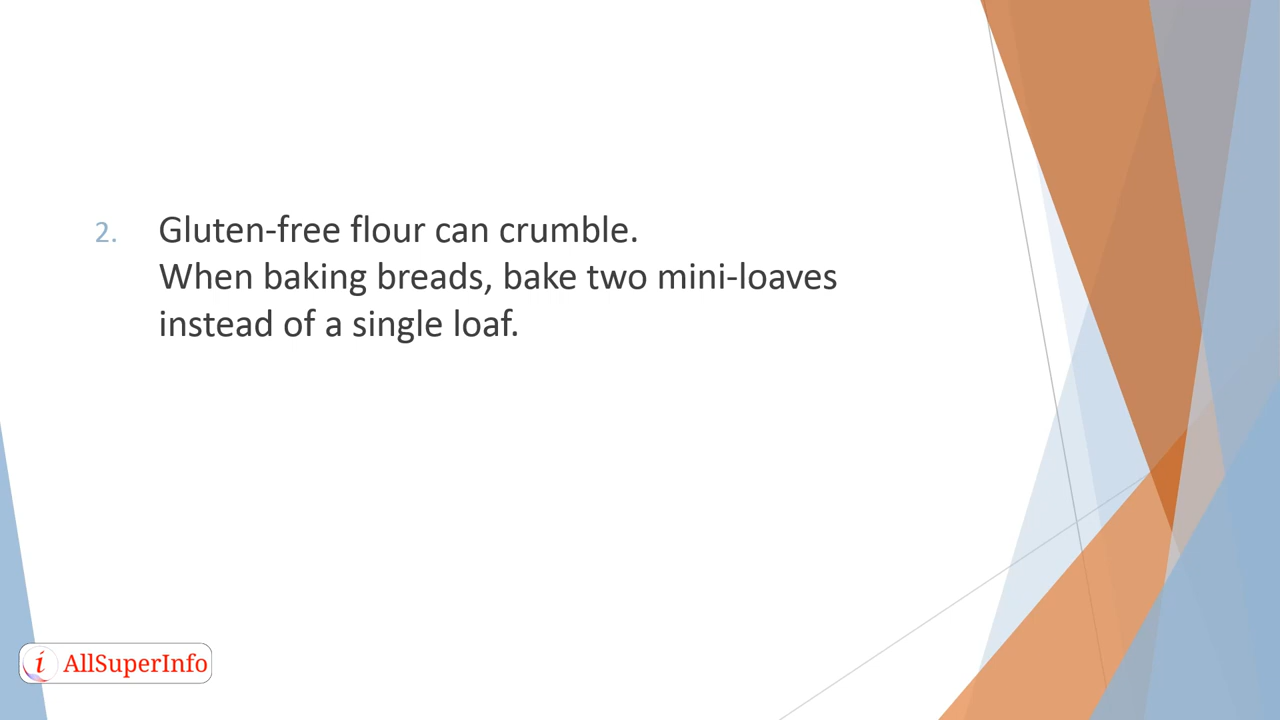 2. Gluten-free flour can crumble.
When baking breads, bake two mini-loaves
instead of a single loaf.
i AllSuperInfo